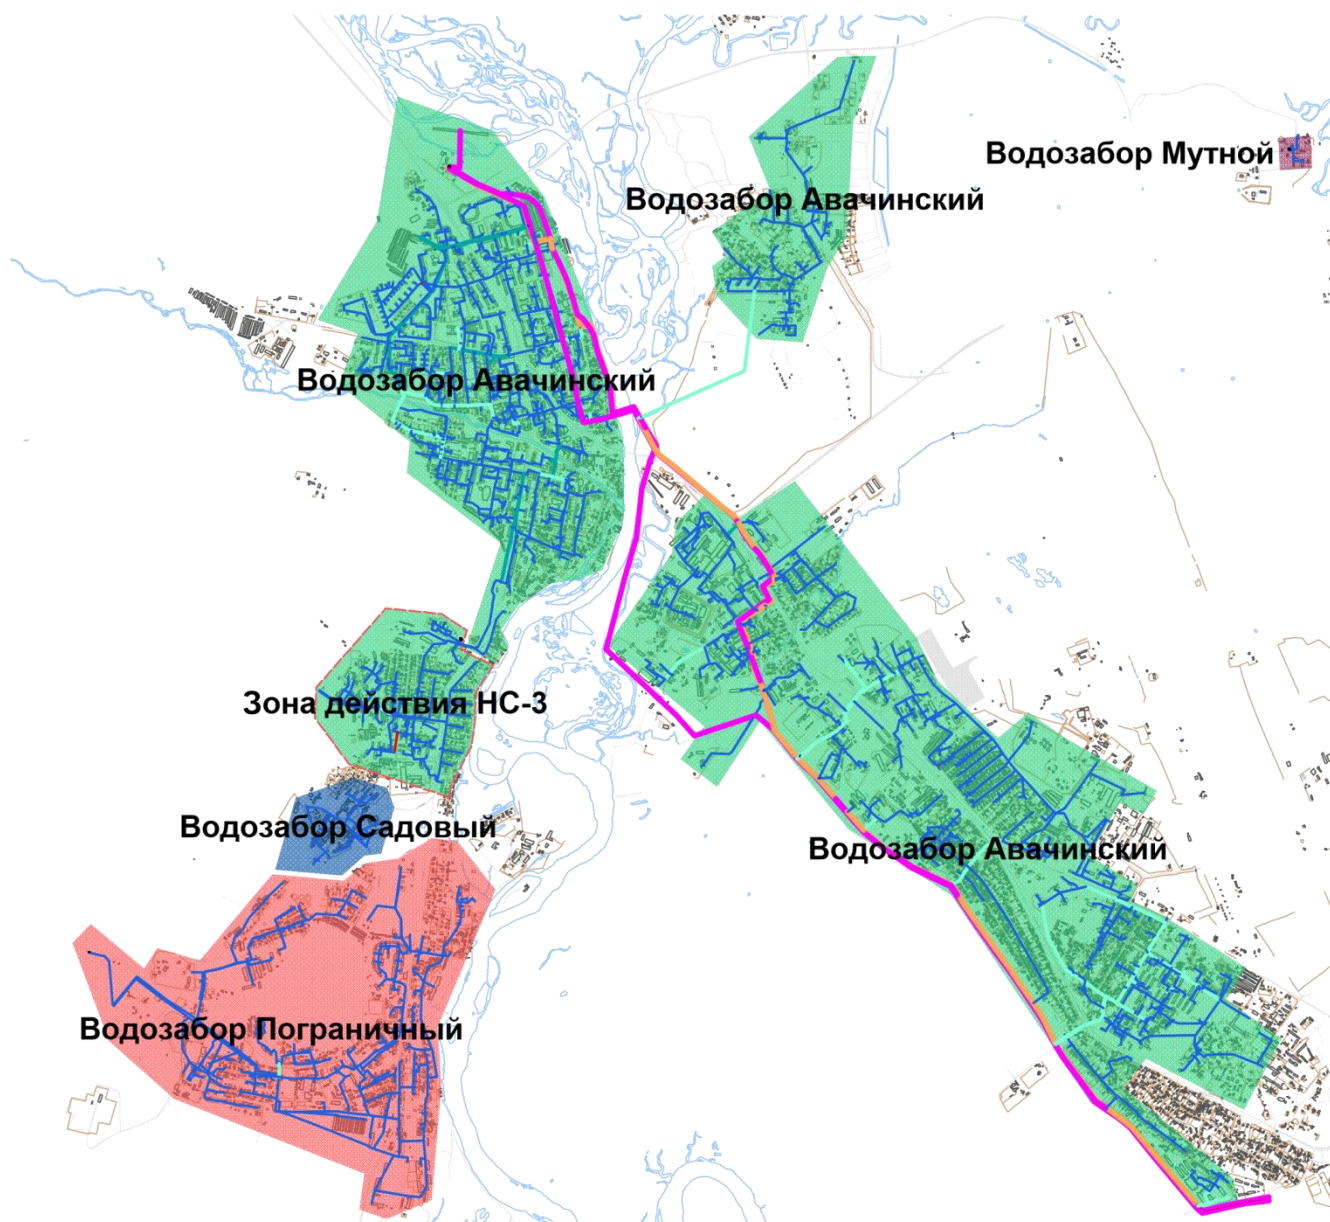 Водозабор Мутной
Водозабор Авачинский
Водозабор Авачинский
Зона действия НС-3
Водозабор Садовый
Водозабор Авачинский
Водозабор Пограничный